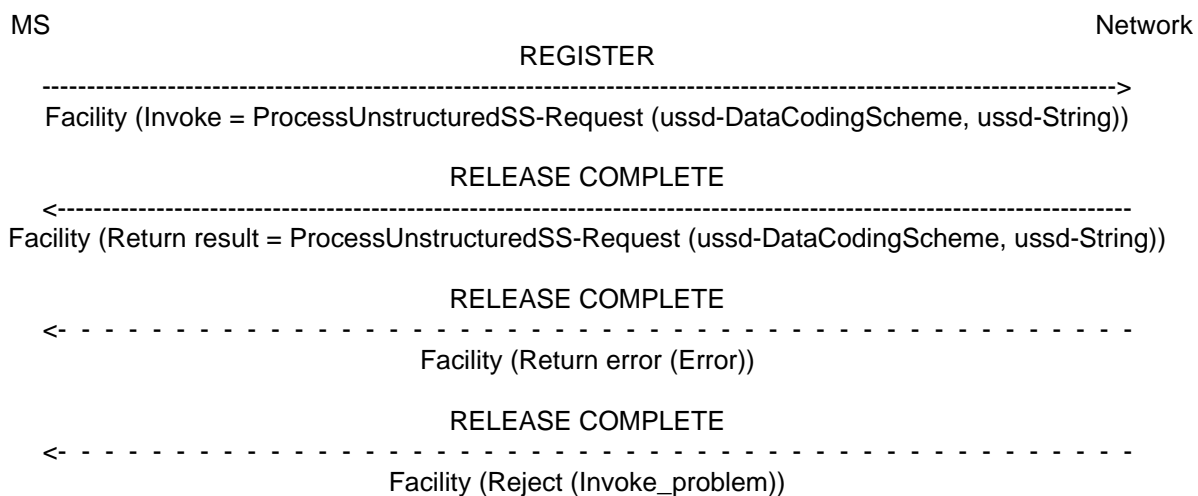 MS Network
REGISTER
------------------------------------------------------------------------------------------------------------------------>
Facility (Invoke = ProcessUnstructuredSS-Request (ussd-DataCodingScheme, ussd-String))
RELEASE COMPLETE
<------------------------------------------------------------------------------------------------------------------------
Facility (Return result = ProcessUnstructuredSS-Request (ussd-DataCodingScheme, ussd-String))
RELEASE COMPLETE
<- - - - - - - - - - - - - - - - - - - - - - - - - - - - - - - - - - - - - - - - - - - - - -
Facility (Return error (Error))
RELEASE COMPLETE
<- - - - - - - - - - - - - - - - - - - - - - - - - - - - - - - - - - - - - - - - - - - - - -
Facility (Reject (Invoke_problem))